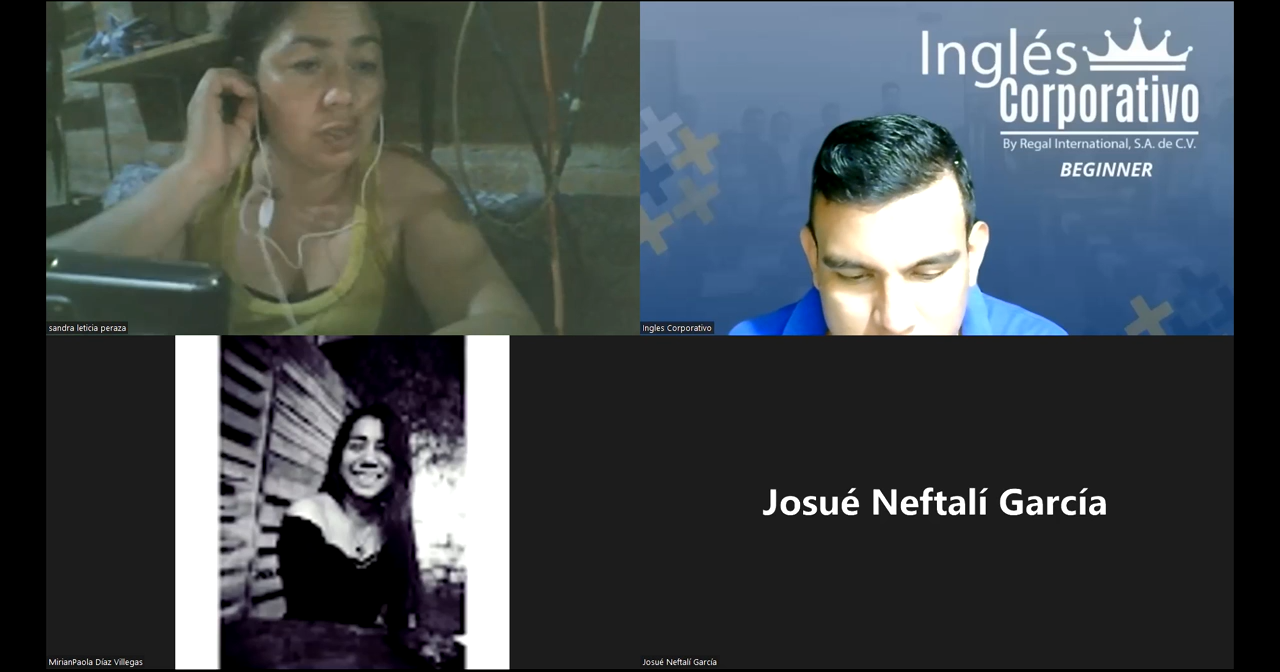 Inglés
Corporativo
By Regal International, S.A. de C.V.
BEGINNER
sandra leticia peraza
Ingles Corporativo
Josué Neftalí García
MirianPaola Díaz Villegas
Josué Neftalí García